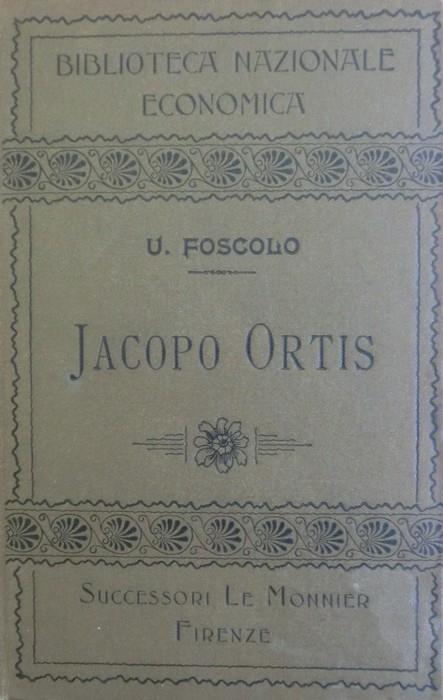 BIBLIOTECA NAZIONALE
ECONOMICA
U. FOSCOLO
JACOPO ORTIS
SUCCESSORI LE MONNIER
FIRENZE